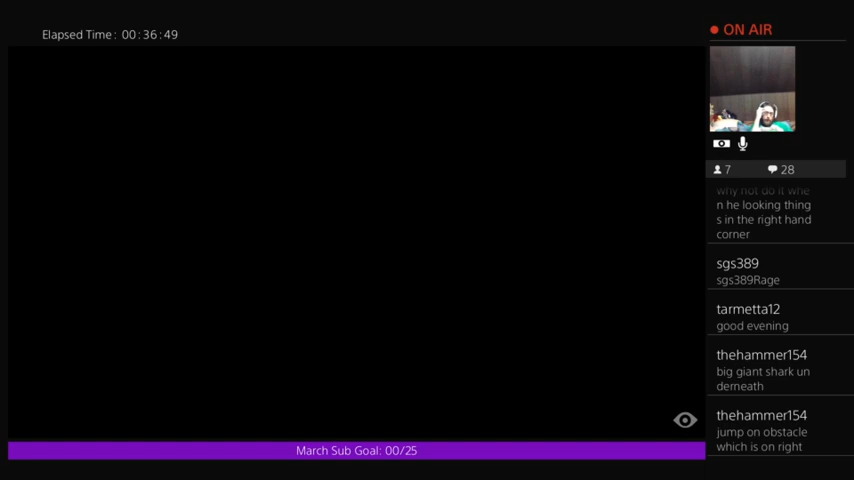 Elapsed Time: 00:36:49
ON AIR
7 28
why not do it whe
n he looking thing
s in the right hand
corner
sgs389
sgs389Rage
tarmetta12
good evening
thehammer154
big giant shark un
derneath
thehammer154
jump on obstacle
which is on right
March Sub Goal: 00/25